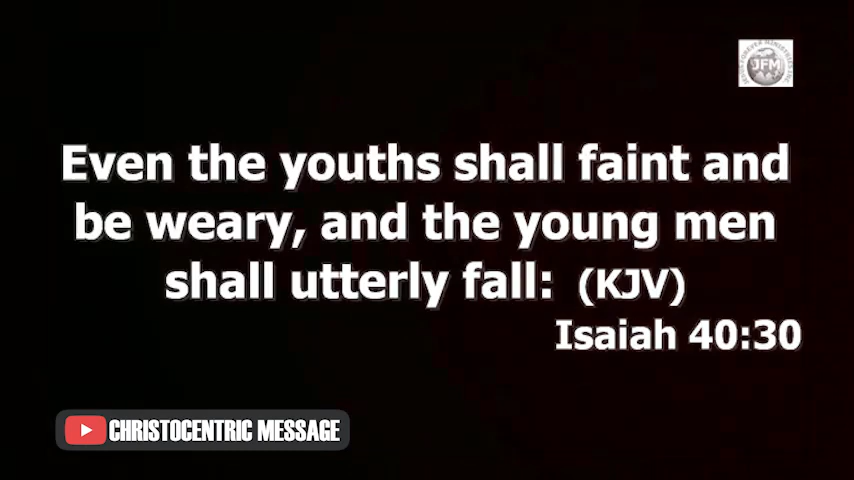 JFM
Even the youths shall faint and
be weary, and the young men
shall utterly fall: (KJV)
Isaiah 40:30
CHRISTOCENTRIC MESSAGE